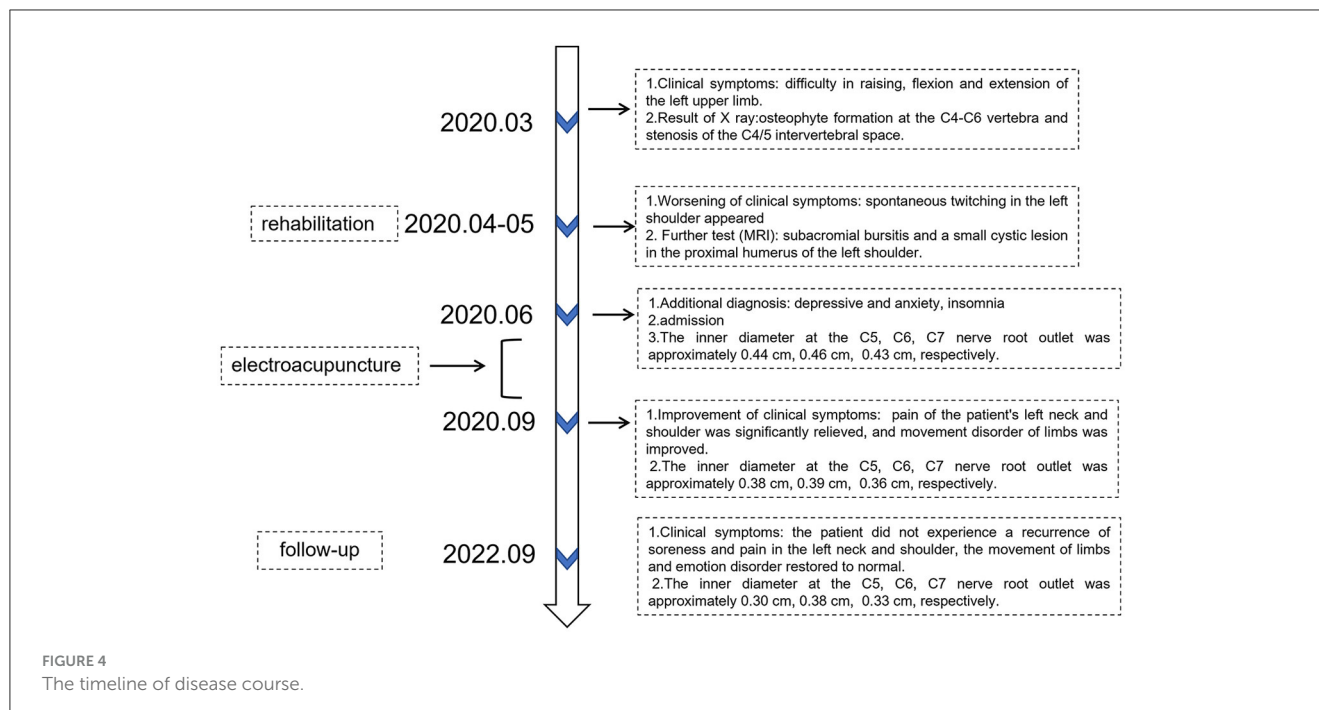 2020.03
1.Clinical symptoms: difficulty in raising, flexion and extension of
the left upper limb.
2.Result of X ray:osteophyte formation at the C4-C6 vertebra and
stenosis of the C4/5 intervertebral space.
rehabilitation
2020.04-05
1.Worsening of clinical symptoms: spontaneous twitching in the left
shoulder appeared
2. Further test (MRI): subacromial bursitis and a small cystic lesion
in the proximal humerus of the left shoulder.
2020.06
1.Additional diagnosis: depressive and anxiety, insomnia
2.admission
3.The inner diameter at the C5, C6, C7 nerve root outlet was
approximately 0.44 cm, 0.46 cm, 0.43 cm, respectively.
electroacupuncture
2020.09
1.Improvement of clinical symptoms: pain of the patient's left neck and
shoulder was significantly relieved, and movement disorder of limbs was
improved.
2.The inner diameter at the C5, C6, C7 nerve root outlet was
approximately 0.38 cm, 0.39 cm, 0.36 cm, respectively.
follow-up
2022.09
1.Clinical symptoms: the patient did not experience a recurrence of
soreness and pain in the left neck and shoulder, the movement of limbs
and emotion disorder restored to normal.
2.The inner diameter at the C5, C6, C7 nerve root outlet was
approximately 0.30 cm, 0.38 cm, 0.33 cm, respectively.
FIGURE 4
The timeline of disease course.